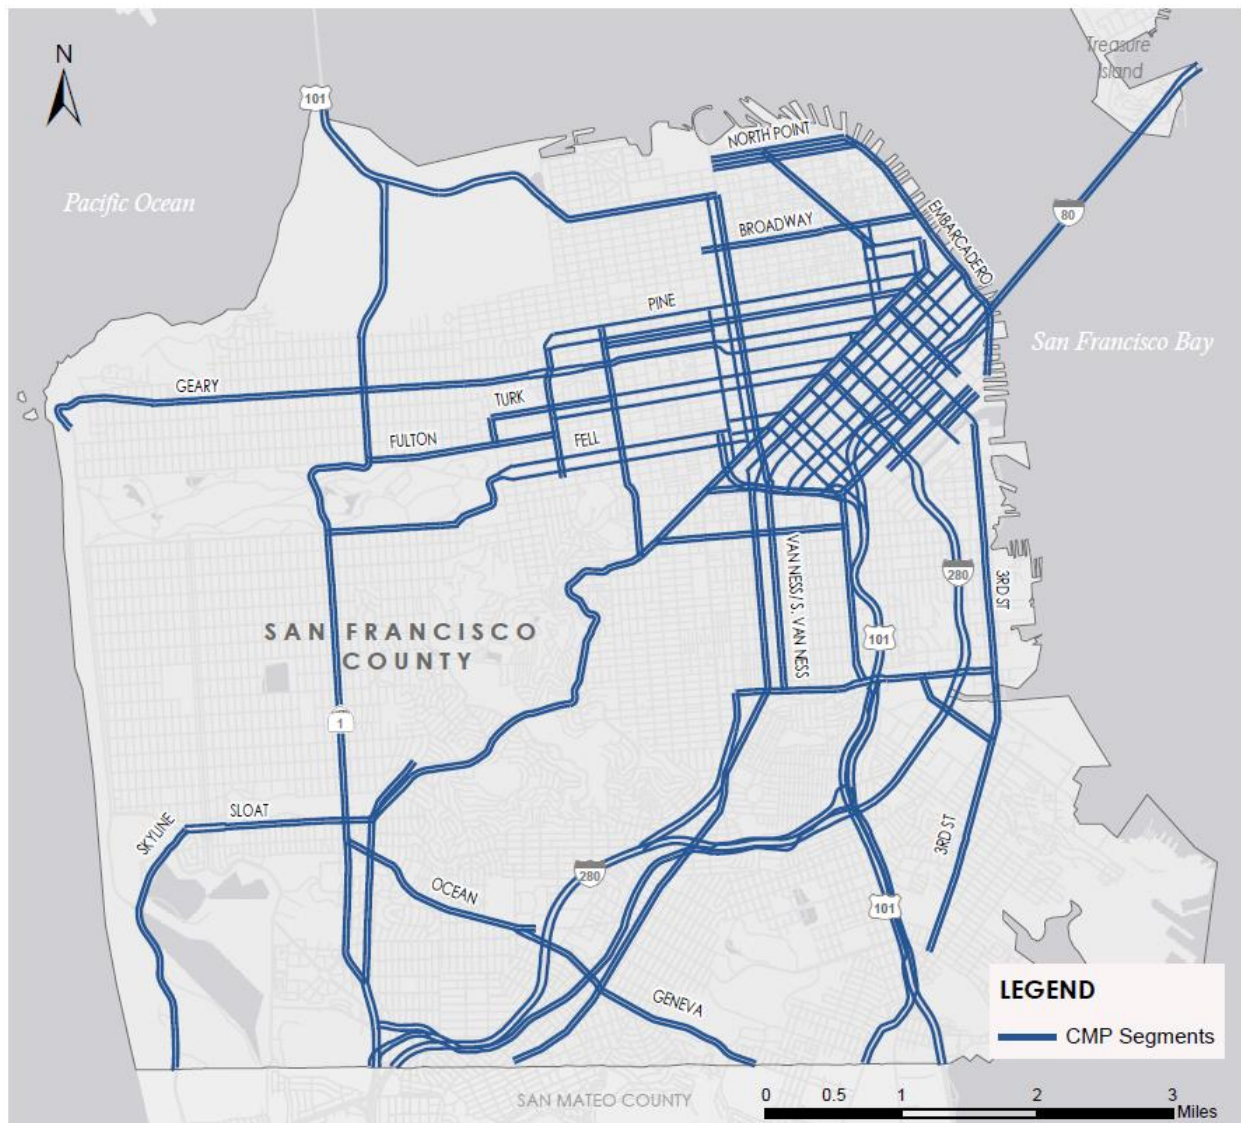 N
101
Treasure
Island
NORTH POINT
Pacific Ocean
80
BROADWAY
EMBARCADERO
PINE
San Francisco Bay
GEARY
TURK
FULTON
FELL
VAN NESS / S. VAN NESS
280
3RD ST
101
SAN FRANCISCO
COUNTY
1
SLOAT
SKYLINE
3RD ST
280
OCEAN
101
GENEVA
LEGEND
CMP Segments
SAN MATEO COUNTY
0 0.5 1 2 3
Miles